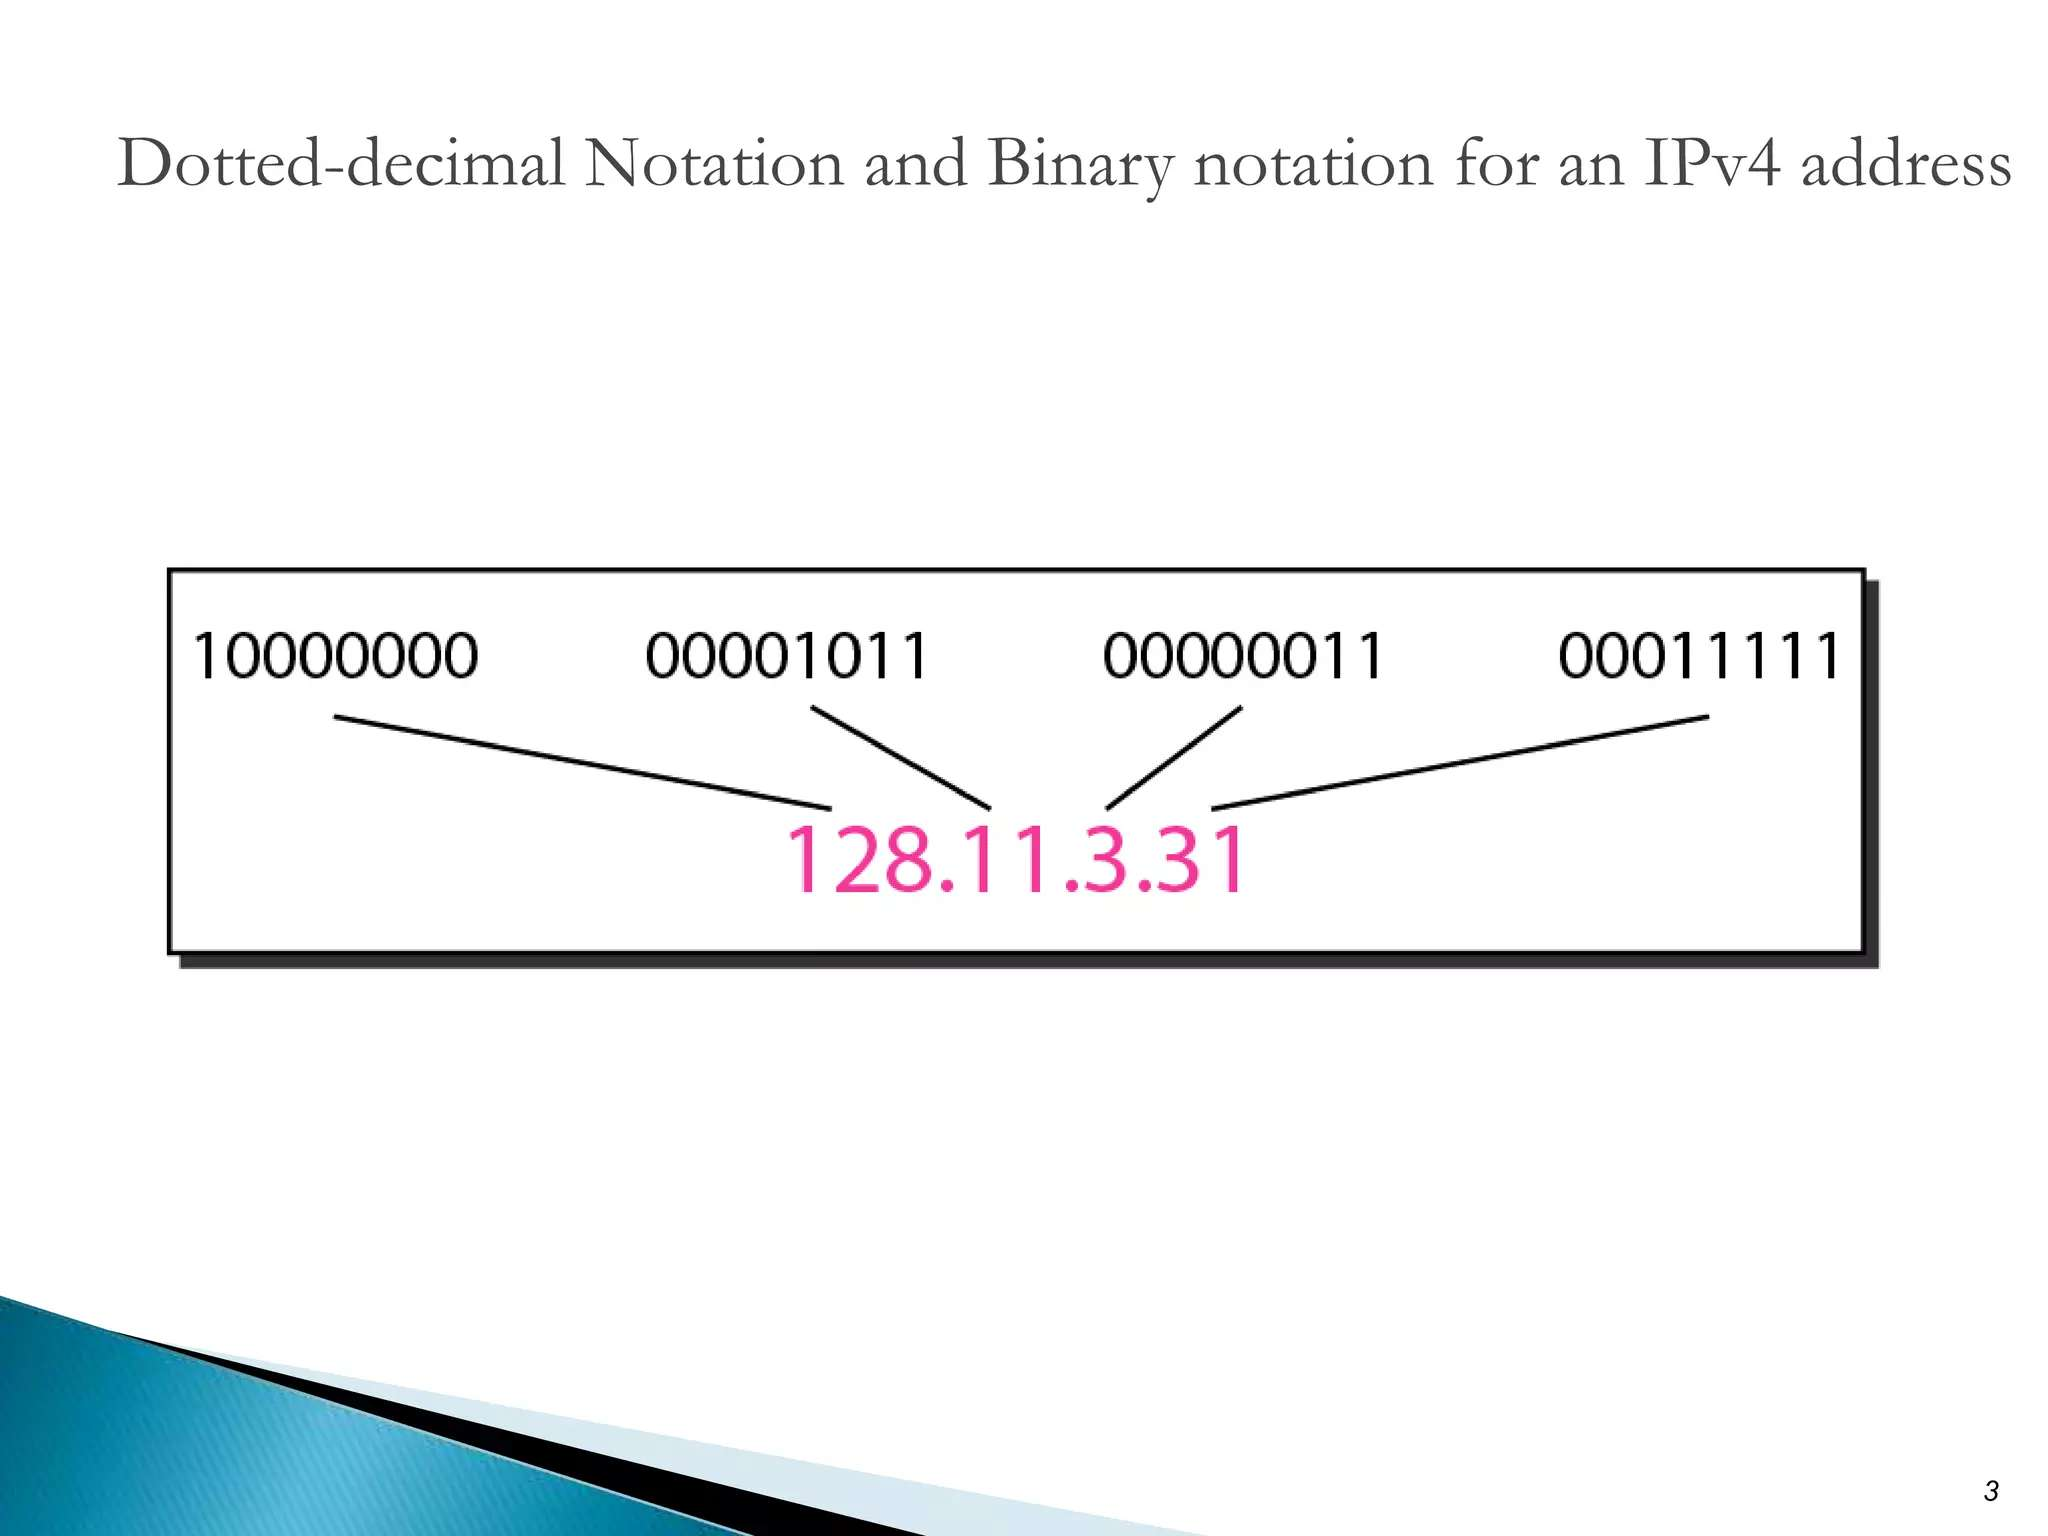 Dotted-decimal Notation and Binary notation for an IPv4 address
10000000 00001011 00000011 00011111
128.11.3.31
3